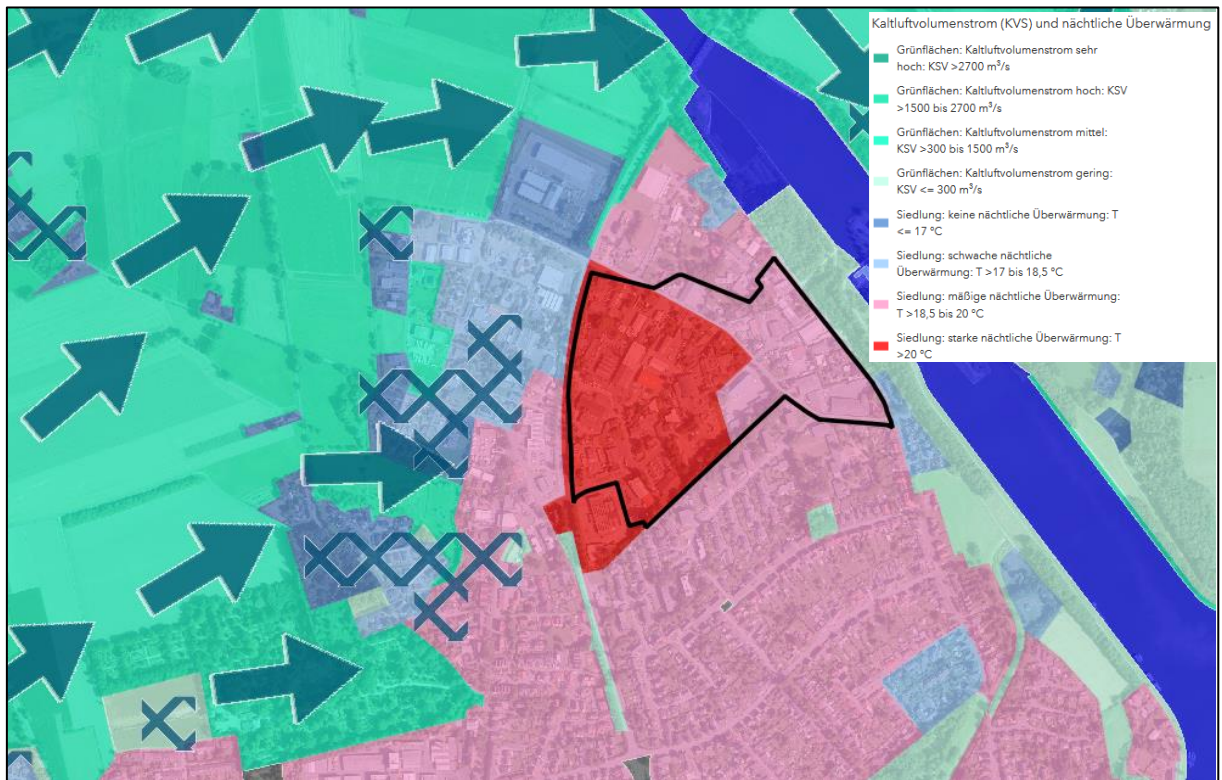 Kaltluftvolumenstrom (KVS) und nächtliche Überwärmung
Grünflächen: Kaltluftvolumenstrom sehr
hoch: KSV >2700 m³/s
Grünflächen: Kaltluftvolumenstrom hoch: KSV
>1500 bis 2700 m³/s
Grünflächen: Kaltluftvolumenstrom mittel:
KSV >300 bis 1500 m³/s
Grünflächen: Kaltluftvolumenstrom gering:
KSV <= 300 m³/s
Siedlung: keine nächtliche Überwärmung: T
<= 17 °C
Siedlung: schwache nächtliche
Überwärmung: T >17 bis 18,5 °C
Siedlung: mäßige nächtliche Überwärmung:
T >18,5 bis 20 °C
Siedlung: starke nächtliche Überwärmung: T
>20 °C